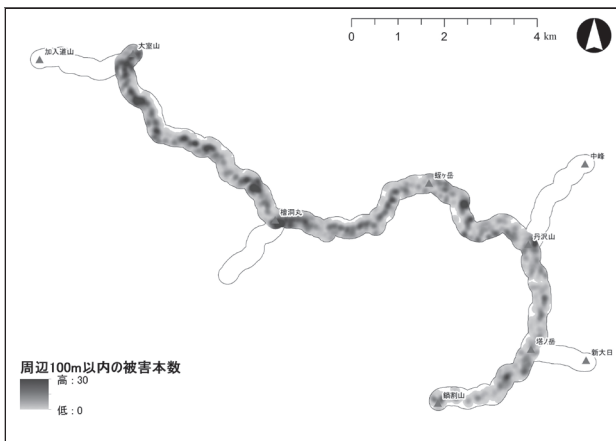 0 1 2 4
km
加入道山
大室山
中峰
蛭ヶ岳
檜洞丸
丹沢山
塔ノ岳
新大日
鍋割山
周辺100m以内の被害本数
高 : 30
低 : 0